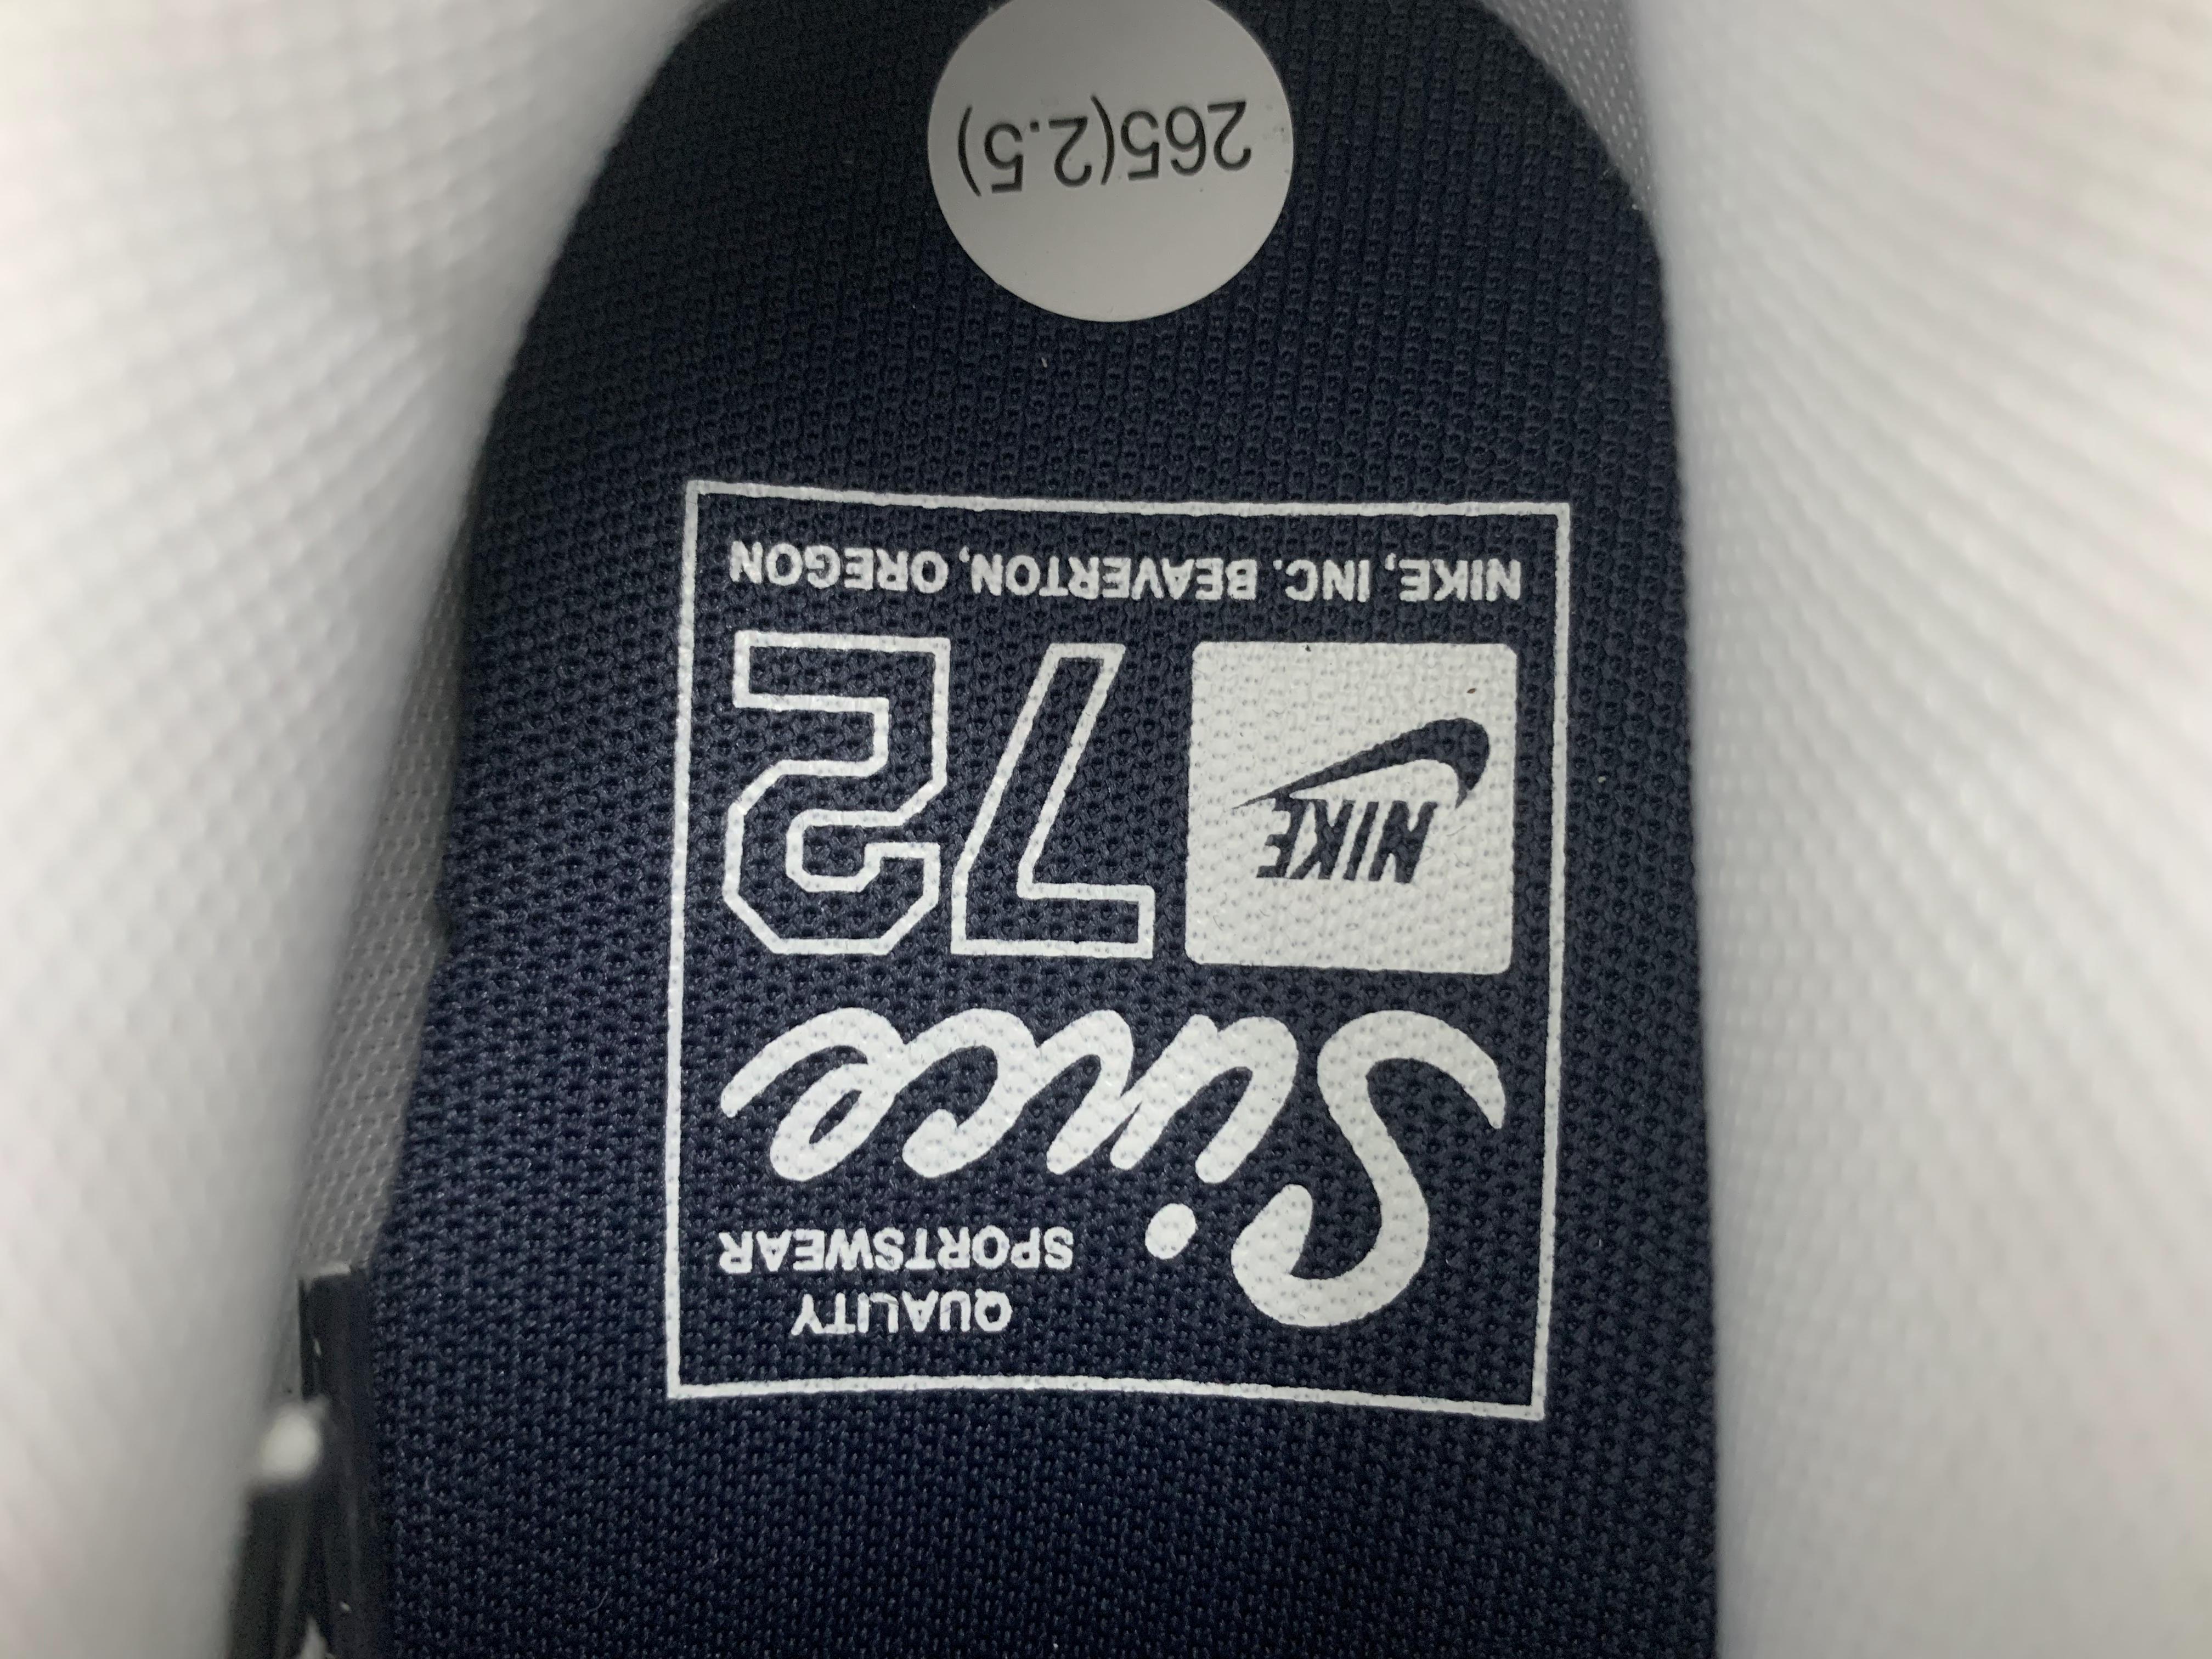 QUALITY
SPORTSWEAR
Since
NIKE
72
NIKE, INC. BEAVERTON, OREGON
265(2.5)